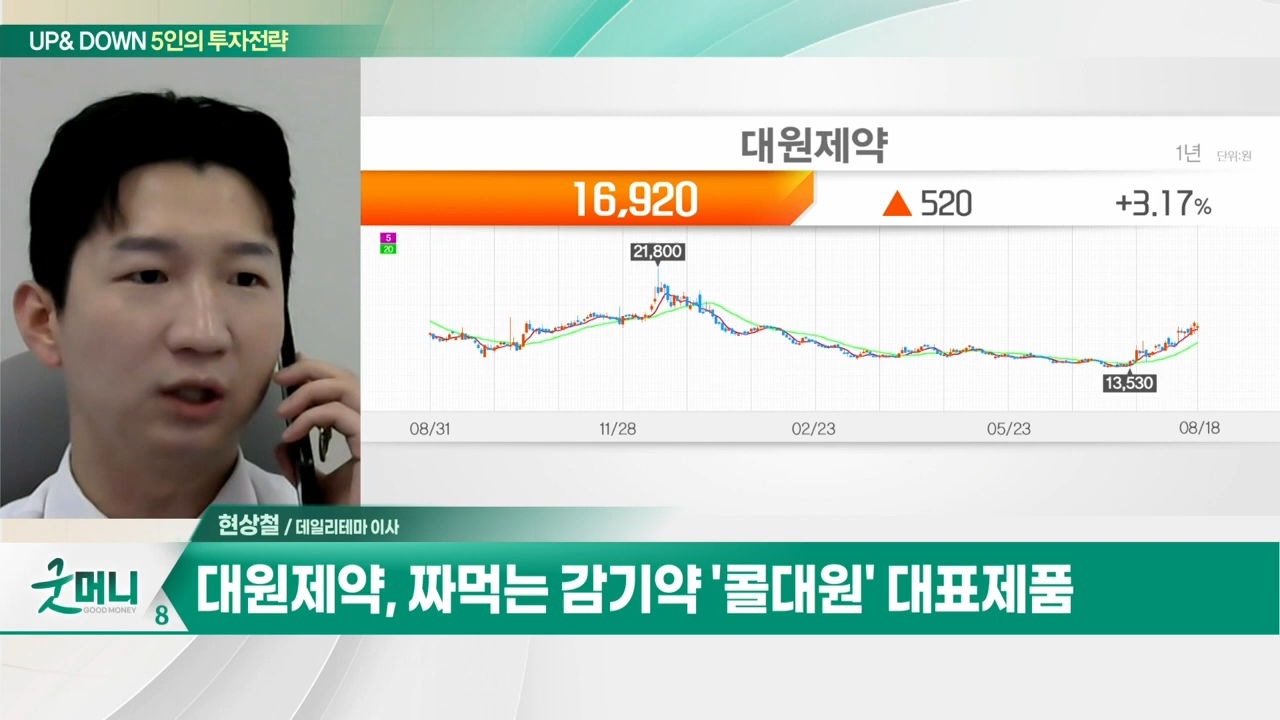 UP& DOWN 5인의 투자전략
대원제약
1년 단위:원
16,920 ▲ 520 +3.17%
5
20
21,800
13,530
08/31 11/28 02/23 05/23 08/18
현상철 / 데일리테마 이사
굿머니
GOOD MONEY
8
대원제약, 짜먹는 감기약 '콜대원' 대표제품